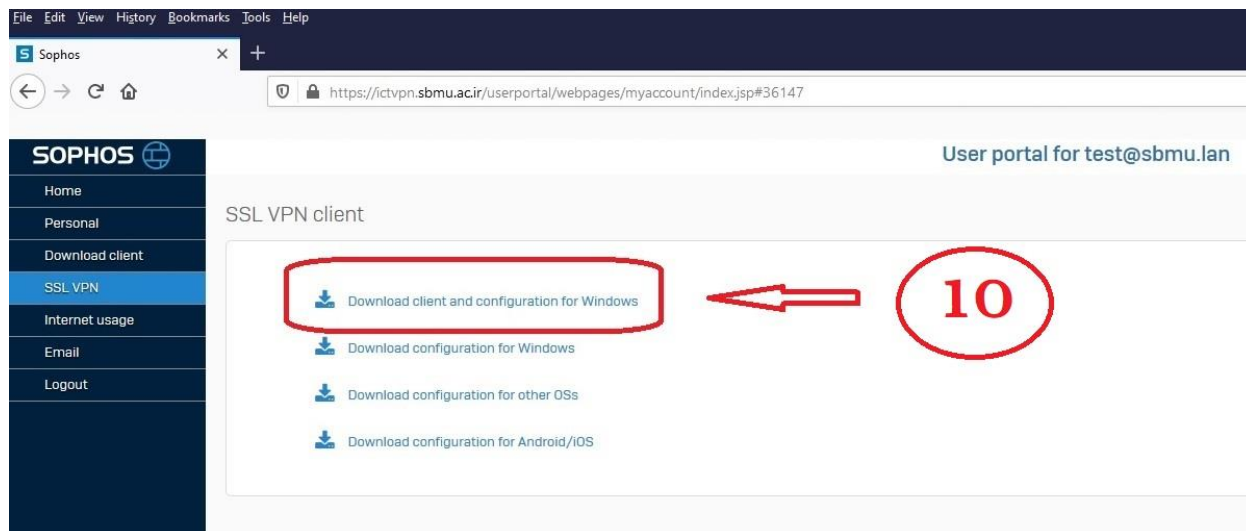 File Edit View History Bookmarks Tools Help
Sophos
https://ictvpn.sbmu.ac.ir/userportal/webpages/myaccount/index.jsp#36147
SOPHOS
User portal for test@sbmu.lan
Home
Personal
Download client
SSL VPN
Internet usage
Email
Logout
SSL VPN client
Download client and configuration for Windows
10
Download configuration for Windows
Download configuration for other OSs
Download configuration for Android/iOS